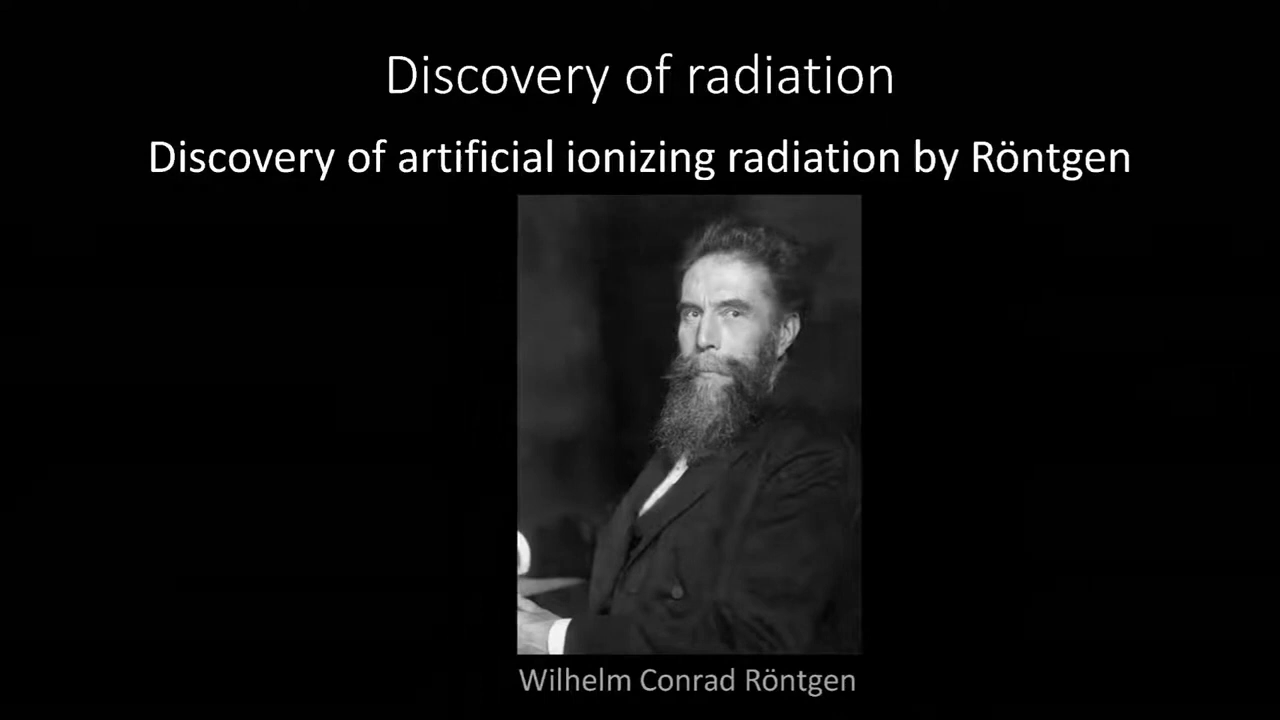 Discovery of radiation
Discovery of artificial ionizing radiation by Röntgen
Wilhelm Conrad Röntgen